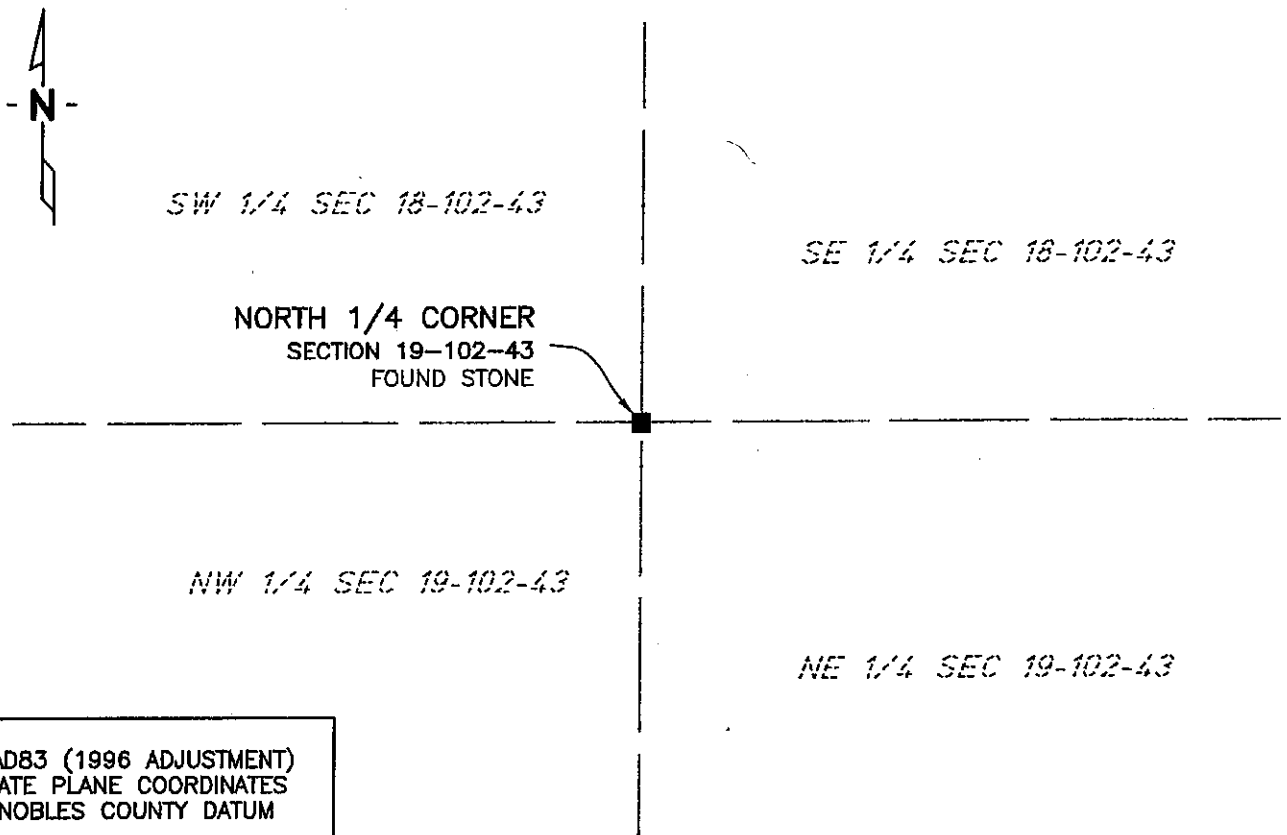 - N -
SW 1/4 SEC 18-102-43
SE 1/4 SEC 18-102-43
NORTH 1/4 CORNER
SECTION 19-102-43
FOUND STONE
NW 1/4 SEC 19-102-43
NE 1/4 SEC 19-102-43
AD83 (1996 ADJUSTMENT)
ATE PLANE COORDINATES
NOBLES COUNTY DATUM